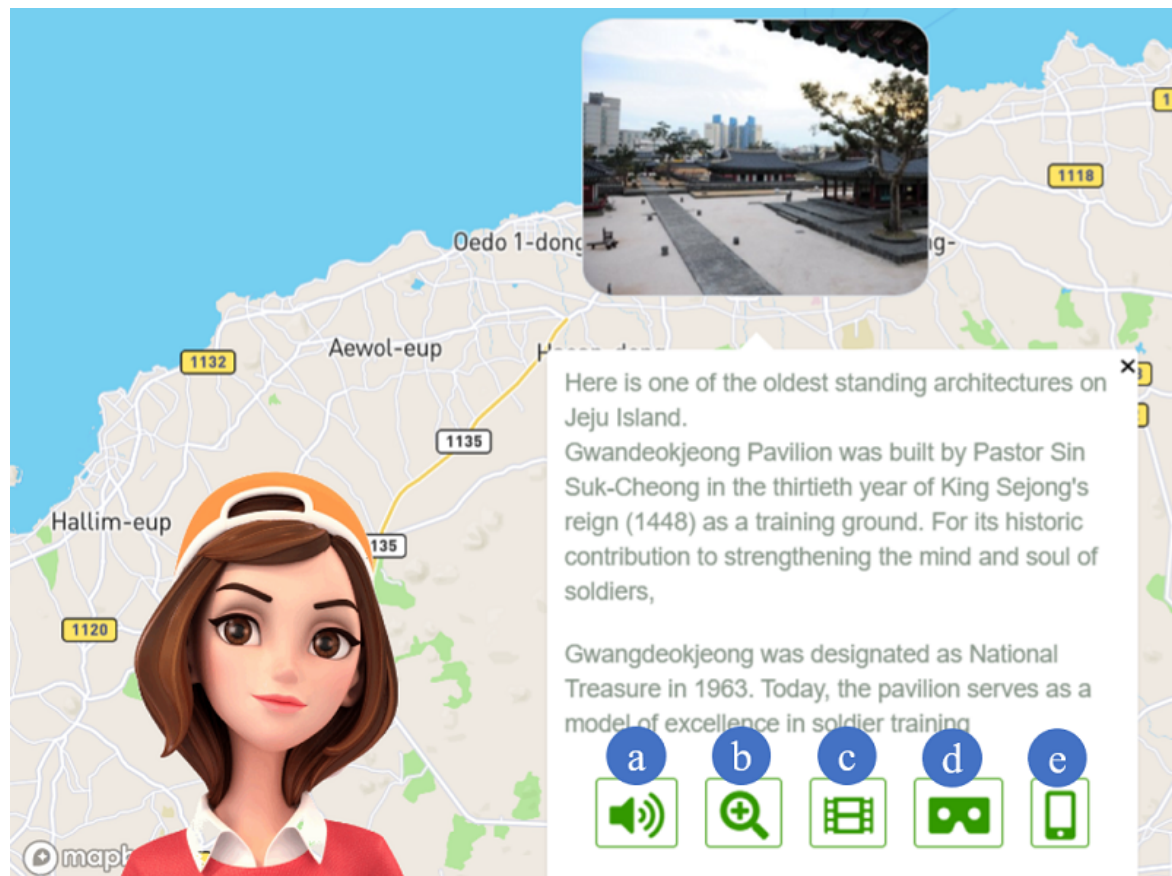 1118
Oedo 1-dong
Aewol-eup
1132
1135
Hallim-eup
135
1120
mapb
Here is one of the oldest standing architectures on
Jeju Island.
Gwandeokjeong Pavilion was built by Pastor Sin
Suk-Cheong in the thirtieth year of King Sejong's
reign (1448) as a training ground. For its historic
contribution to strengthening the mind and soul of
soldiers,
Gwangdeokjeong was designated as National
Treasure in 1963. Today, the pavilion serves as a
model of excellence in soldier training
a b c d e